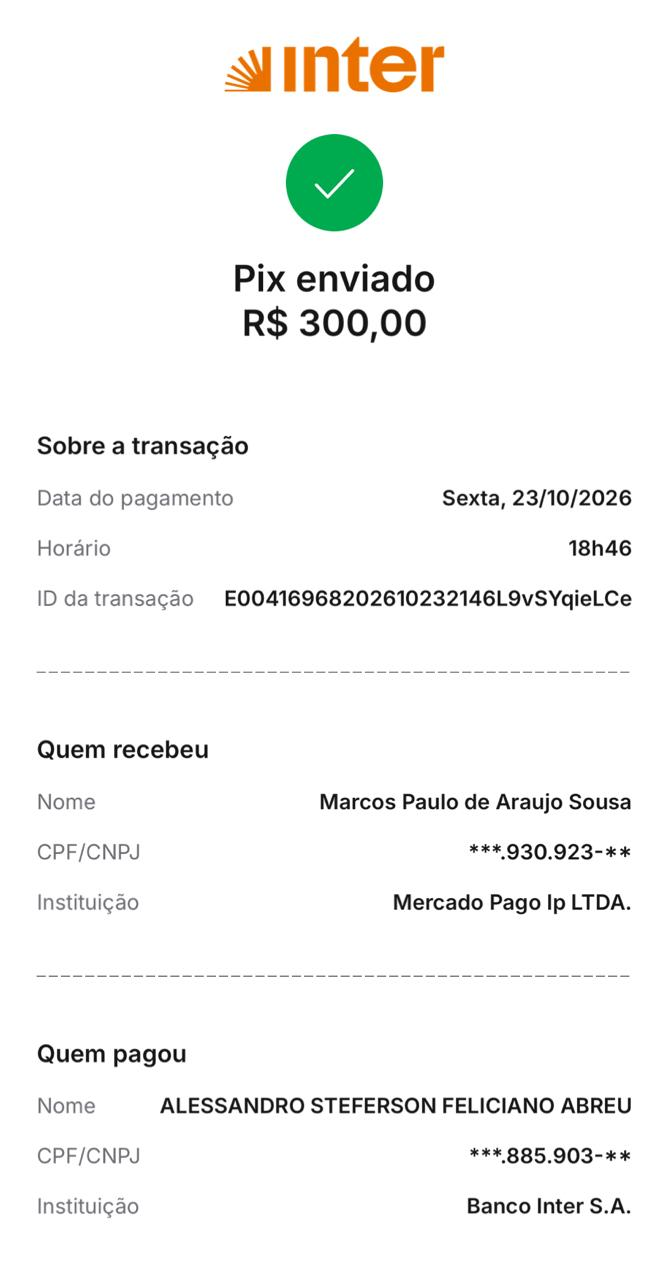 inter
Pix enviado
R$ 300,00
Sobre a transação
Data do pagamento Sexta, 23/10/2026
Horário 18h46
ID da transação E00416968202610232146L9vSYqieLCe
Quem recebeu
Nome Marcos Paulo de Araujo Sousa
CPF/CNPJ ***.930.923-**
Instituição Mercado Pago Ip LTDA.
Quem pagou
Nome ALESSANDRO STEFERSON FELICIANO ABREU
CPF/CNPJ ***.885.903-**
Instituição Banco Inter S.A.